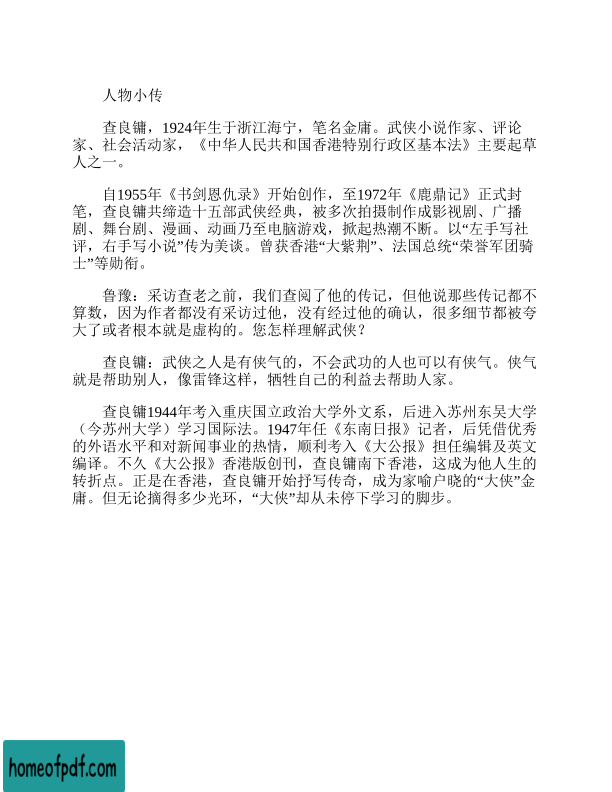 人物小传
查良镛，1924年生于浙江海宁，笔名金庸。武侠小说作家、评论
家、社会活动家，《中华人民共和国香港特别行政区基本法》主要起草
人之一。
自1955年《书剑恩仇录》开始创作，至1972年《鹿鼎记》正式封
笔，查良镛共缔造十五部武侠经典，被多次拍摄制作成影视剧、广播
剧、舞台剧、漫画、动画乃至电脑游戏，掀起热潮不断。以“左手写社
评，右手写小说”传为美谈。曾获香港“大紫荆”、法国总统“荣誉军团骑
士”等勋衔。
鲁豫：采访查老之前，我们查阅了他的传记，但他说那些传记都不
算数，因为作者都没有采访过他，没有经过他的确认，很多细节都被夸
大了或者根本就是虚构的。您怎样理解武侠？
查良镛：武侠之人是有侠气的，不会武功的人也可以有侠气。侠气
就是帮助别人，像雷锋这样，牺牲自己的利益去帮助人家。
查良镛1944年考入重庆国立政治大学外文系，后进入苏州东吴大学
（今苏州大学）学习国际法。1947年任《东南日报》记者，后凭借优秀
的外语水平和对新闻事业的热情，顺利考入《大公报》担任编辑及英文
编译。不久《大公报》香港版创刊，查良镛南下香港，这成为他人生的
转折点。正是在香港，查良镛开始抒写传奇，成为家喻户晓的“大侠”金
庸。但无论摘得多少光环，“大侠”却从未停下学习的脚步。
homeofpdf.com